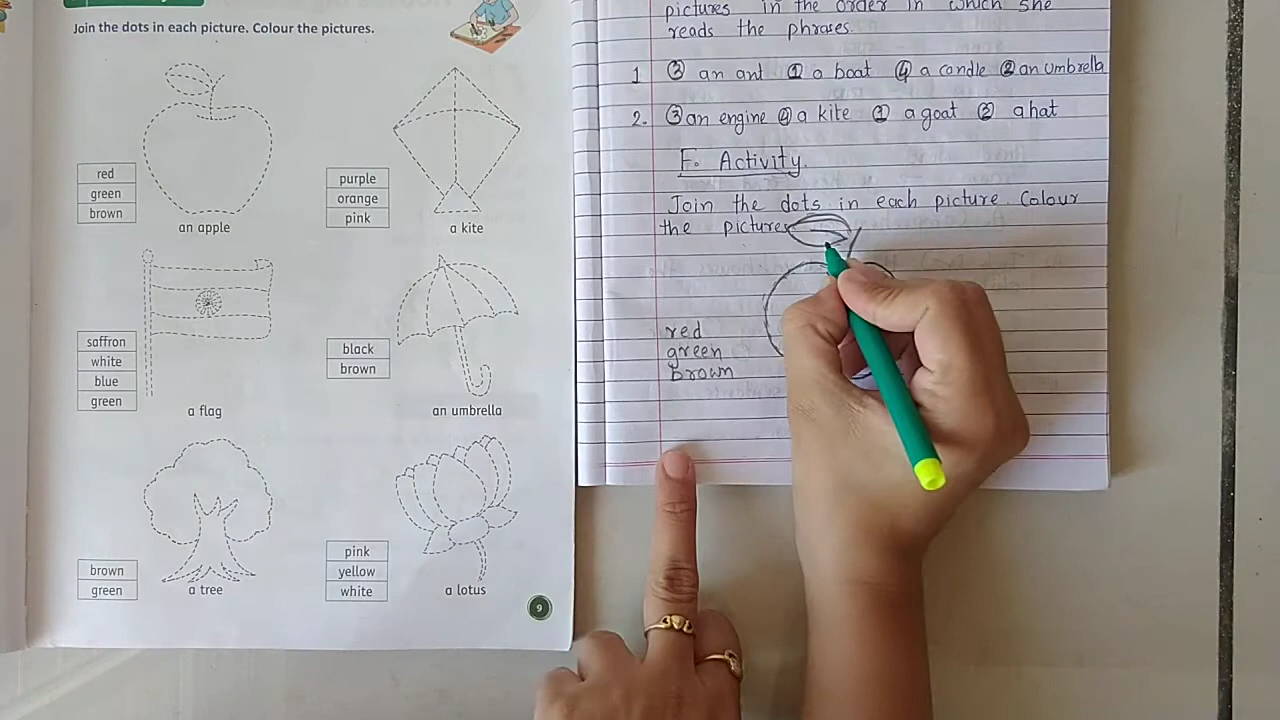 Join the dots in each picture. Colour the pictures.
red
green
brown
an apple
purple
orange
pink
a kite
saffron
white
blue
green
a flag
black
brown
an umbrella
brown
green
a tree
pink
yellow
white
a lotus
9
pictures in the order in which she
reads the phrases.
1 ③ an ant ① a boat ④ a candle ② an umbrella
2. ③ an engine ④ a kite ① a goat ② a hat
F. Activity.
Join the dots in each picture. Colour
the pictures
red
green
brown